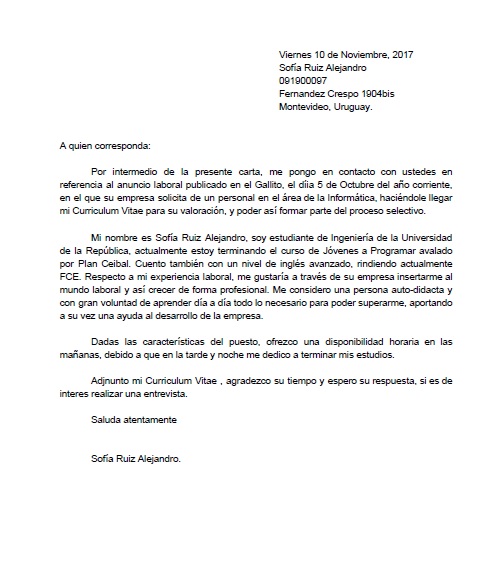 Viernes 10 de Noviembre, 2017
Sofía Ruiz Alejandro
091900097
Fernandez Crespo 1904bis
Montevideo, Uruguay.
A quien corresponda:
Por intermedio de la presente carta, me pongo en contacto con ustedes en
referencia al anuncio laboral publicado en el Gallito, el díia 5 de Octubre del año corriente,
en el que su empresa solicita de un personal en el área de la Informática, haciéndole llegar
mi Curriculum Vitae para su valoración, y poder así formar parte del proceso selectivo.
Mi nombre es Sofía Ruiz Alejandro, soy estudiante de Ingeniería de la Universidad
de la República, actualmente estoy terminando el curso de Jóvenes a Programar avalado
por Plan Ceibal. Cuento también con un nivel de inglés avanzado, rindiendo actualmente
FCE. Respecto a mi experiencia laboral, me gustaría a través de su empresa insertarme al
mundo laboral y así crecer de forma profesional. Me considero una persona auto-didacta y
con gran voluntad de aprender día a día todo lo necesario para poder superarme, aportando
a su vez una ayuda al desarrollo de la empresa.
Dadas las características del puesto, ofrezco una disponibilidad horaria en las
mañanas, debido a que en la tarde y noche me dedico a terminar mis estudios.
Adjnunto mi Curriculum Vitae , agradezco su tiempo y espero su respuesta, si es de
interes realizar una entrevista.
Saluda atentamente
Sofía Ruiz Alejandro.